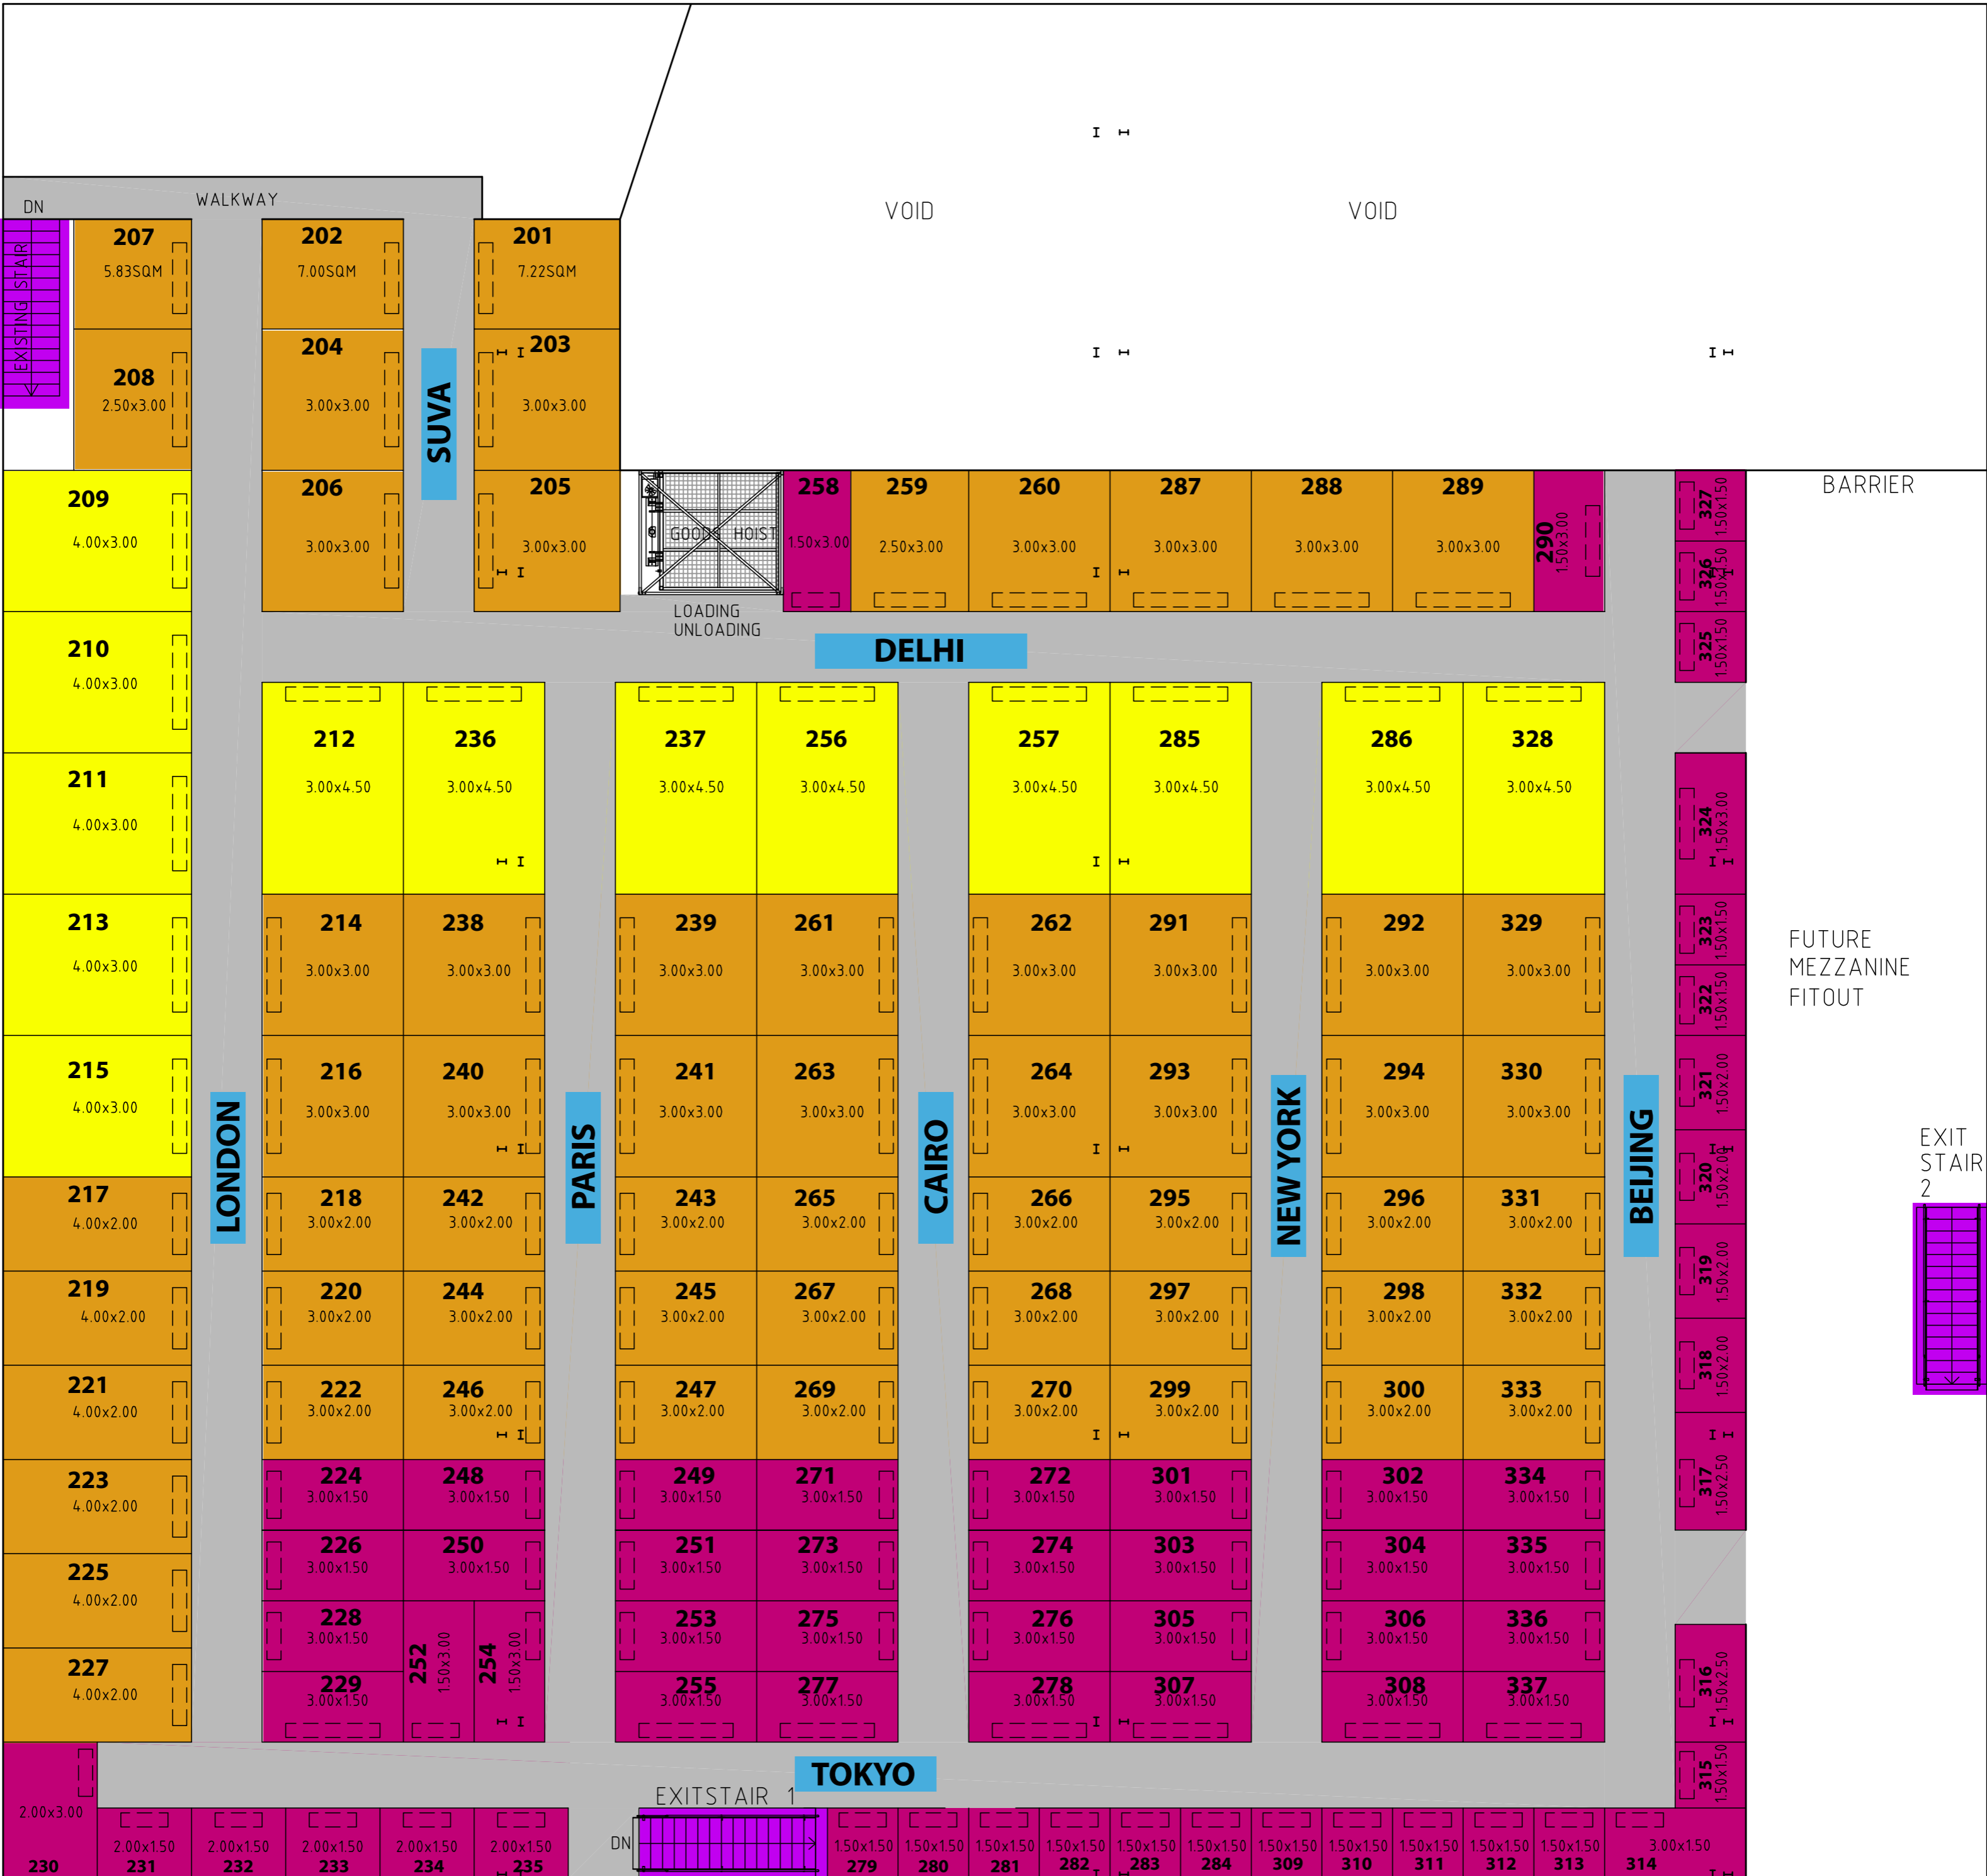 VOID
VOID
DN
WALKWAY
EXISTING STAIR
207
5.83SQM
202
7.00SQM
201
7.22SQM
208
2.50x3.00
204
3.00x3.00
203
3.00x3.00
SUVA
206
3.00x3.00
205
3.00x3.00
209
4.00x3.00
GOODS HOIST
258
1.50x3.00
259
2.50x3.00
260
3.00x3.00
287
3.00x3.00
288
3.00x3.00
289
3.00x3.00
290
1.50x3.00
327
1.50x1.50
326
1.50x1.50
325
1.50x1.50
BARRIER
LOADING
UNLOADING
DELHI
210
4.00x3.00
211
4.00x3.00
212
3.00x4.50
236
3.00x4.50
237
3.00x4.50
256
3.00x4.50
257
3.00x4.50
285
3.00x4.50
286
3.00x4.50
328
3.00x4.50
324
1.50x3.00
213
4.00x3.00
214
3.00x3.00
238
3.00x3.00
239
3.00x3.00
261
3.00x3.00
262
3.00x3.00
291
3.00x3.00
292
3.00x3.00
329
3.00x3.00
323
1.50x1.50
322
1.50x1.50
FUTURE
MEZZANINE
FITOUT
215
4.00x3.00
216
3.00x3.00
240
3.00x3.00
241
3.00x3.00
263
3.00x3.00
264
3.00x3.00
293
3.00x3.00
294
3.00x3.00
330
3.00x3.00
321
1.50x2.00
LONDON
PARIS
CAIRO
NEW YORK
BEIJING
EXIT
STAIR
2
217
4.00x2.00
218
3.00x2.00
242
3.00x2.00
243
3.00x2.00
265
3.00x2.00
266
3.00x2.00
295
3.00x2.00
296
3.00x2.00
331
3.00x2.00
320
1.50x2.00
219
4.00x2.00
220
3.00x2.00
244
3.00x2.00
245
3.00x2.00
267
3.00x2.00
268
3.00x2.00
297
3.00x2.00
298
3.00x2.00
332
3.00x2.00
319
1.50x2.00
221
4.00x2.00
222
3.00x2.00
246
3.00x2.00
247
3.00x2.00
269
3.00x2.00
270
3.00x2.00
299
3.00x2.00
300
3.00x2.00
333
3.00x2.00
318
1.50x2.00
223
4.00x2.00
224
3.00x1.50
248
3.00x1.50
249
3.00x1.50
271
3.00x1.50
272
3.00x1.50
301
3.00x1.50
302
3.00x1.50
334
3.00x1.50
317
1.50x2.50
225
4.00x2.00
226
3.00x1.50
250
3.00x1.50
251
3.00x1.50
273
3.00x1.50
274
3.00x1.50
303
3.00x1.50
304
3.00x1.50
335
3.00x1.50
228
3.00x1.50
252
1.50x3.00
254
1.50x3.00
253
3.00x1.50
275
3.00x1.50
276
3.00x1.50
305
3.00x1.50
306
3.00x1.50
336
3.00x1.50
316
1.50x2.50
227
4.00x2.00
229
3.00x1.50
255
3.00x1.50
277
3.00x1.50
278
3.00x1.50
307
3.00x1.50
308
3.00x1.50
337
3.00x1.50
TOKYO
315
1.50x1.50
EXITSTAIR 1
DN
2.00x3.00
230
2.00x1.50
231
2.00x1.50
232
2.00x1.50
233
2.00x1.50
234
2.00x1.50
235
1.50x1.50
279
1.50x1.50
280
1.50x1.50
281
1.50x1.50
282
1.50x1.50
283
1.50x1.50
284
1.50x1.50
309
1.50x1.50
310
1.50x1.50
311
1.50x1.50
312
1.50x1.50
313
3.00x1.50
314